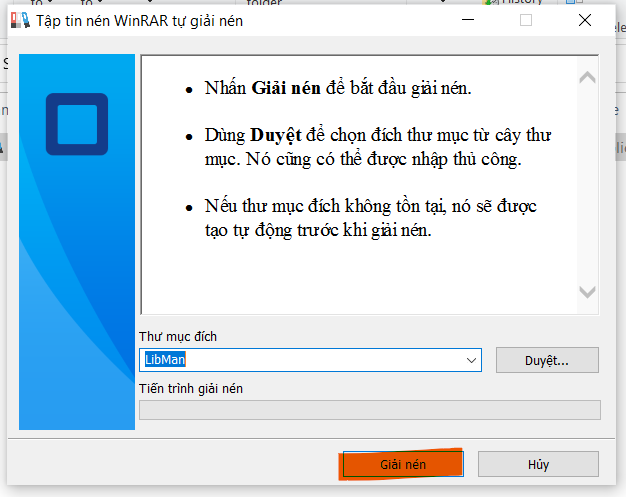 folder
History
Tập tin nén WinRAR tự giải nén
Nhấn Giải nén để bắt đầu giải nén.
Dùng Duyệt để chọn đích thư mục từ cây thư
mục. Nó cũng có thể được nhập thủ công.
Nếu thư mục đích không tồn tại, nó sẽ được
tạo tự động trước khi giải nén.
Thư mục đích
LibMan
Duyệt...
Tiến trình giải nén
Giải nén
Hủy